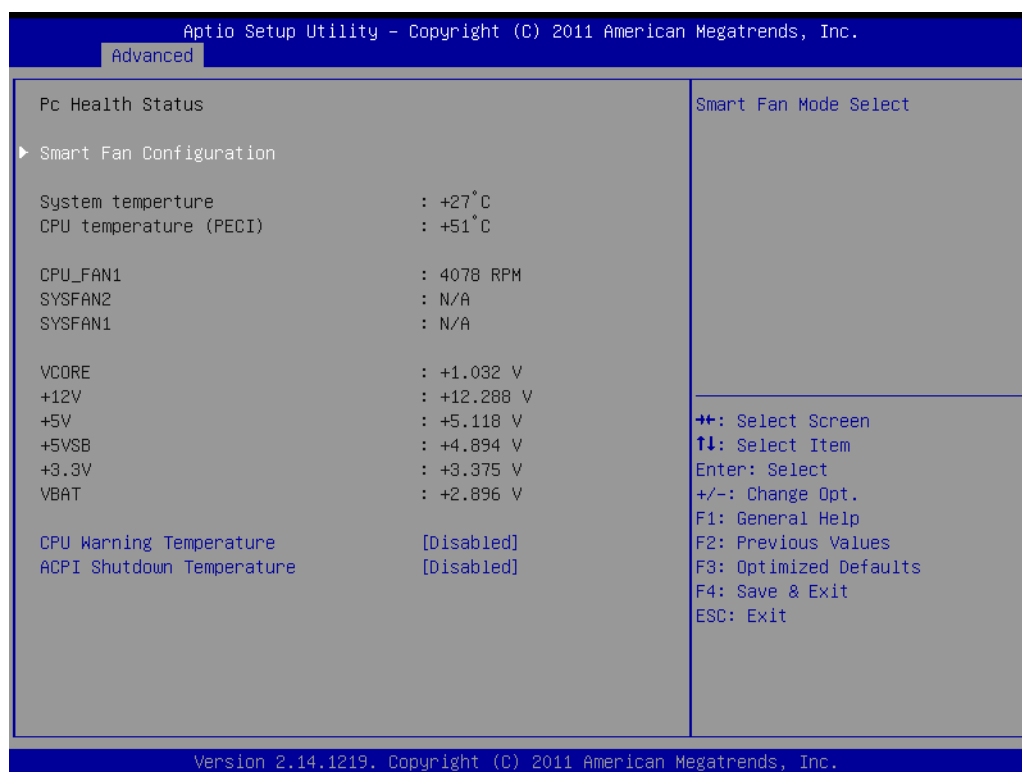 Aptio Setup Utility – Copyright (C) 2011 American Megatrends, Inc.
Advanced
Pc Health Status
Smart Fan Configuration
System temperture : +27°C
CPU temperature (PECI) : +51°C
CPU_FAN1 : 4078 RPM
SYSFAN2 : N/A
SYSFAN1 : N/A
VCORE : +1.032 V
+12V : +12.288 V
+5V : +5.118 V
+5VSB : +4.894 V
+3.3V : +3.375 V
VBAT : +2.896 V
CPU Warning Temperature [Disabled]
ACPI Shutdown Temperature [Disabled]
Smart Fan Mode Select
→←: Select Screen
↑↓: Select Item
Enter: Select
+/-: Change Opt.
F1: General Help
F2: Previous Values
F3: Optimized Defaults
F4: Save & Exit
ESC: Exit
Version 2.14.1219. Copyright (C) 2011 American Megatrends, Inc.